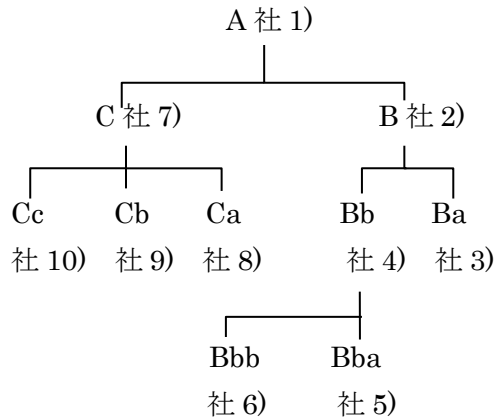 A 社 1)
C 社 7)
B 社 2)
Cc
社 10)
Cb
社 9)
Ca
社 8)
Bb
社 4)
Ba
社 3)
Bbb
社 6)
Bba
社 5)